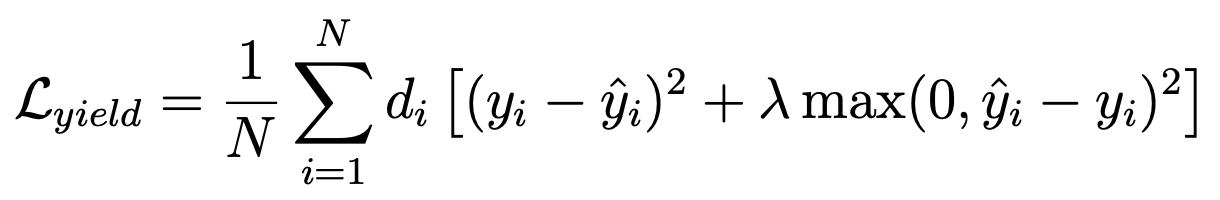 $\mathcal{L}_{yield} = \frac{1}{N} \sum_{i=1}^{N} d_i \left[ (y_i - \hat{y}_i)^2 + \lambda \max(0, \hat{y}_i - y_i)^2 \right]$